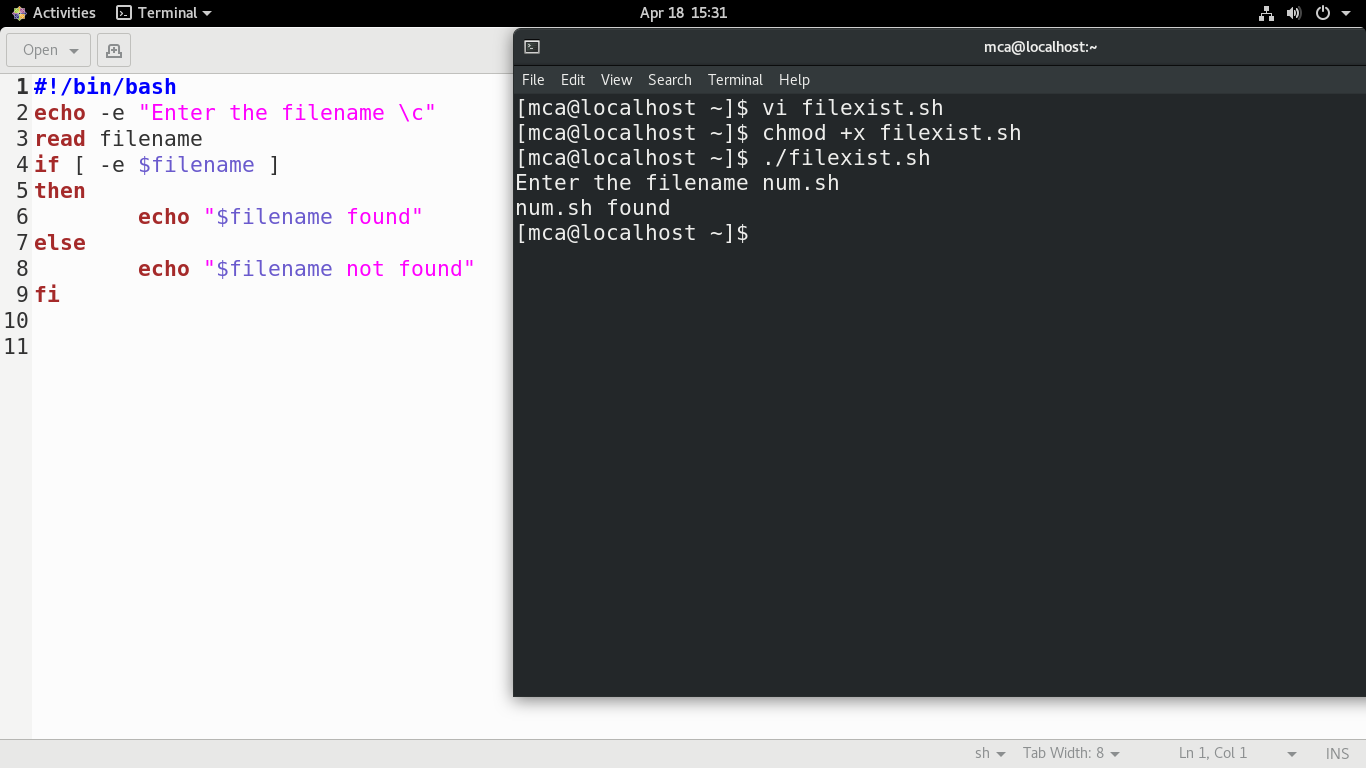 Activities Terminal Apr 18 15:31
Open
mca@localhost:~
File Edit View Search Terminal Help
1 #!/bin/bash
2 echo -e "Enter the filename \c"
3 read filename
4 if [ -e $filename ]
5 then
6         echo "$filename found"
7 else
8         echo "$filename not found"
9 fi
10
11
[mca@localhost ~]$ vi filexist.sh
[mca@localhost ~]$ chmod +x filexist.sh
[mca@localhost ~]$ ./filexist.sh
Enter the filename num.sh
num.sh found
[mca@localhost ~]$
sh Tab Width: 8 Ln 1, Col 1 INS